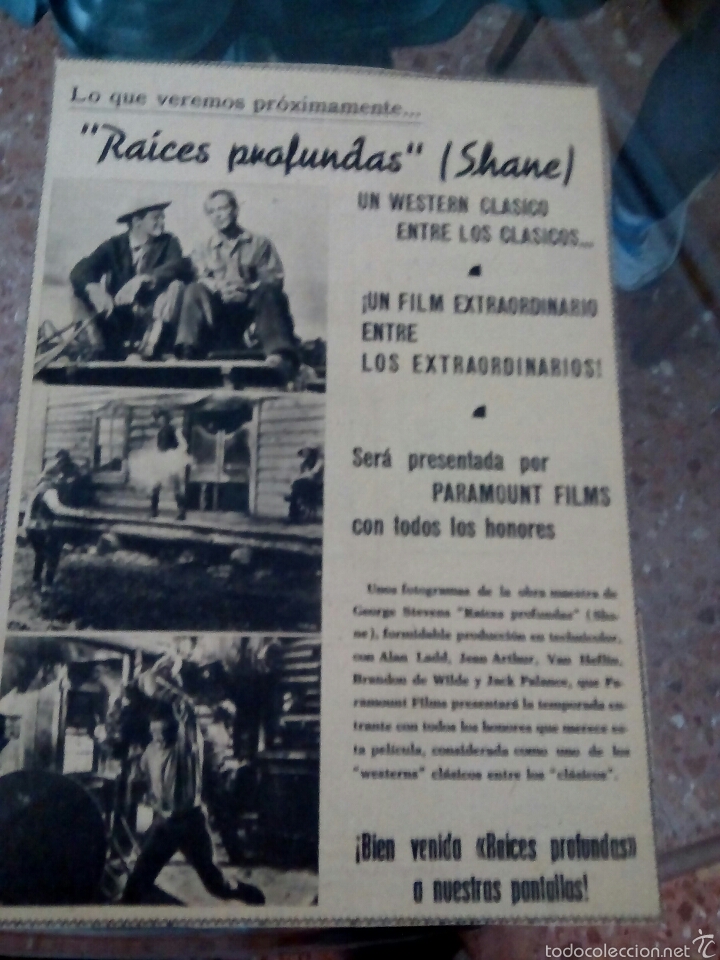 Lo que veremos próximamente...
"Raíces profundas" (Shane)
UN WESTERN CLASICO
ENTRE LOS CLASICOS...
¡UN FILM EXTRAORDINARIO
ENTRE
LOS EXTRAORDINARIOS!
Será presentada por
PARAMOUNT FILMS
con todos los honores
Unos fotogramas de la obra maestra de
George Stevens "Raíces profundas" (Sha-
ne), formidable producción en technicolor,
con Alan Ladd, Jean Arthur, Van Heflin,
Brandon de Wilde y Jack Palance, que Pa-
ramount Films presentará la temporada en-
trante con todos los honores que merece es-
ta película, considerada como uno de los
"westerns" clásicos entre los "clásicos".
¡Bien venida «Raíces profundas»
a nuestras pantallas!
todocoleccion.net